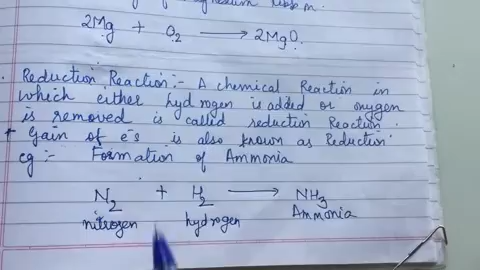 2Mg + O₂ ⟶ 2MgO
Reduction Reaction:- A chemical Reaction in
which either hydrogen is added or oxygen
is removed is called reduction Reaction.
* Gain of e⁻s is also known as Reduction
eg:- Formation of Ammonia
N₂ + H₂ ⟶ NH₃
nitrogen hydrogen Ammonia